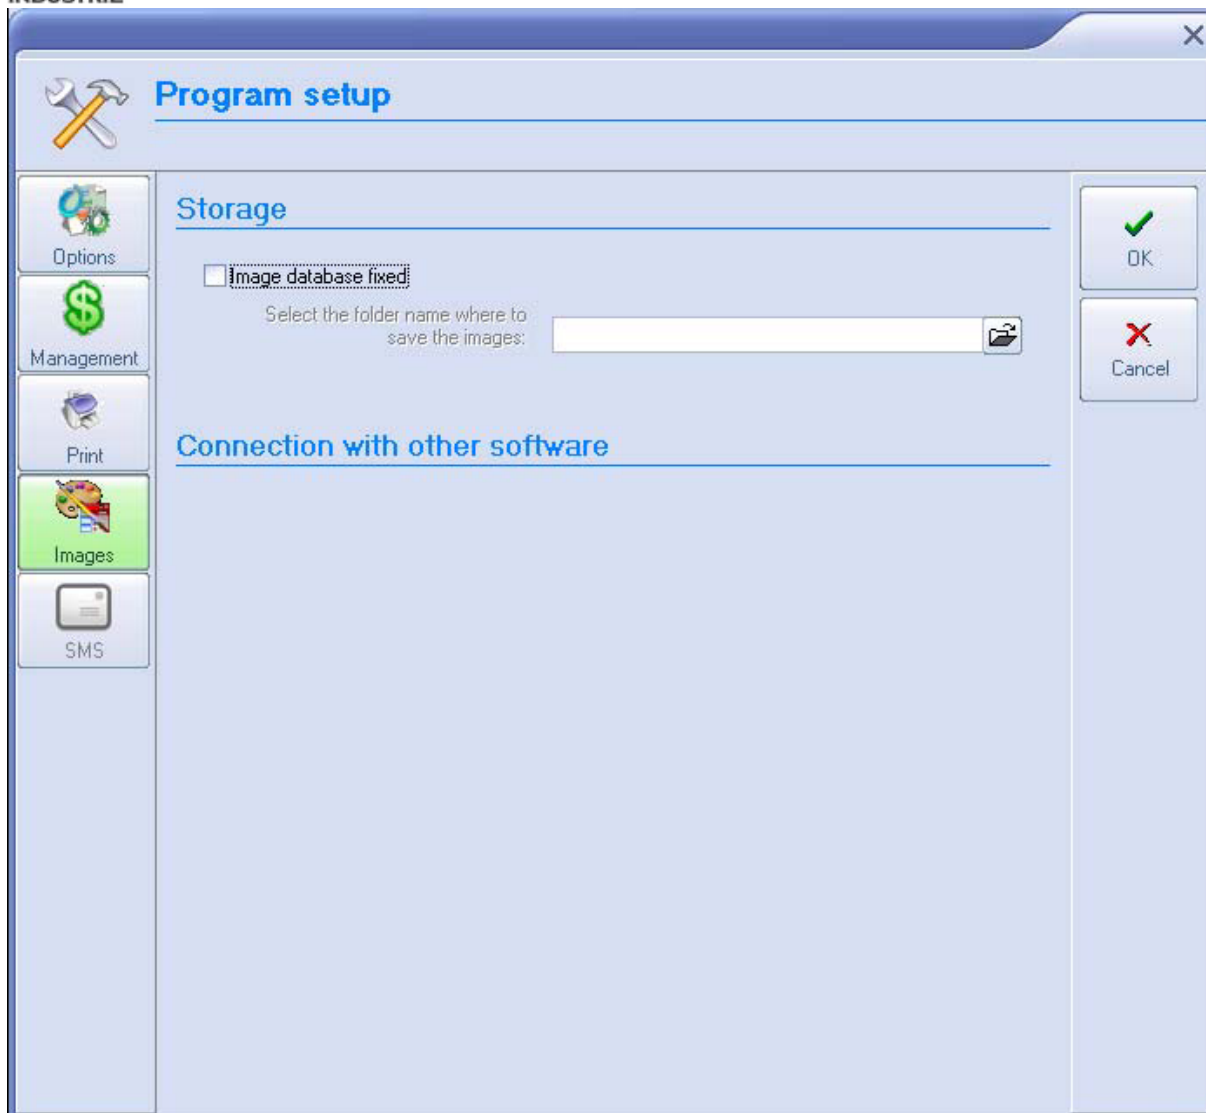 Program setup
Options
Management
Print
Images
SMS
Storage
Image database fixed
Select the folder name where to
save the images:
Connection with other software
OK
Cancel